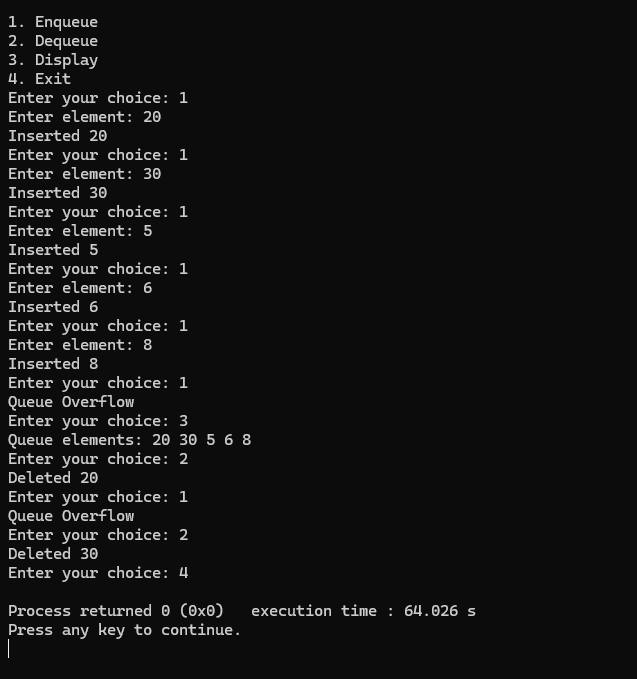 1. Enqueue
2. Dequeue
3. Display
4. Exit
Enter your choice: 1
Enter element: 20
Inserted 20
Enter your choice: 1
Enter element: 30
Inserted 30
Enter your choice: 1
Enter element: 5
Inserted 5
Enter your choice: 1
Enter element: 6
Inserted 6
Enter your choice: 1
Enter element: 8
Inserted 8
Enter your choice: 1
Queue Overflow
Enter your choice: 3
Queue elements: 20 30 5 6 8
Enter your choice: 2
Deleted 20
Enter your choice: 1
Queue Overflow
Enter your choice: 2
Deleted 30
Enter your choice: 4
Process returned 0 (0x0)   execution time : 64.026 s
Press any key to continue.